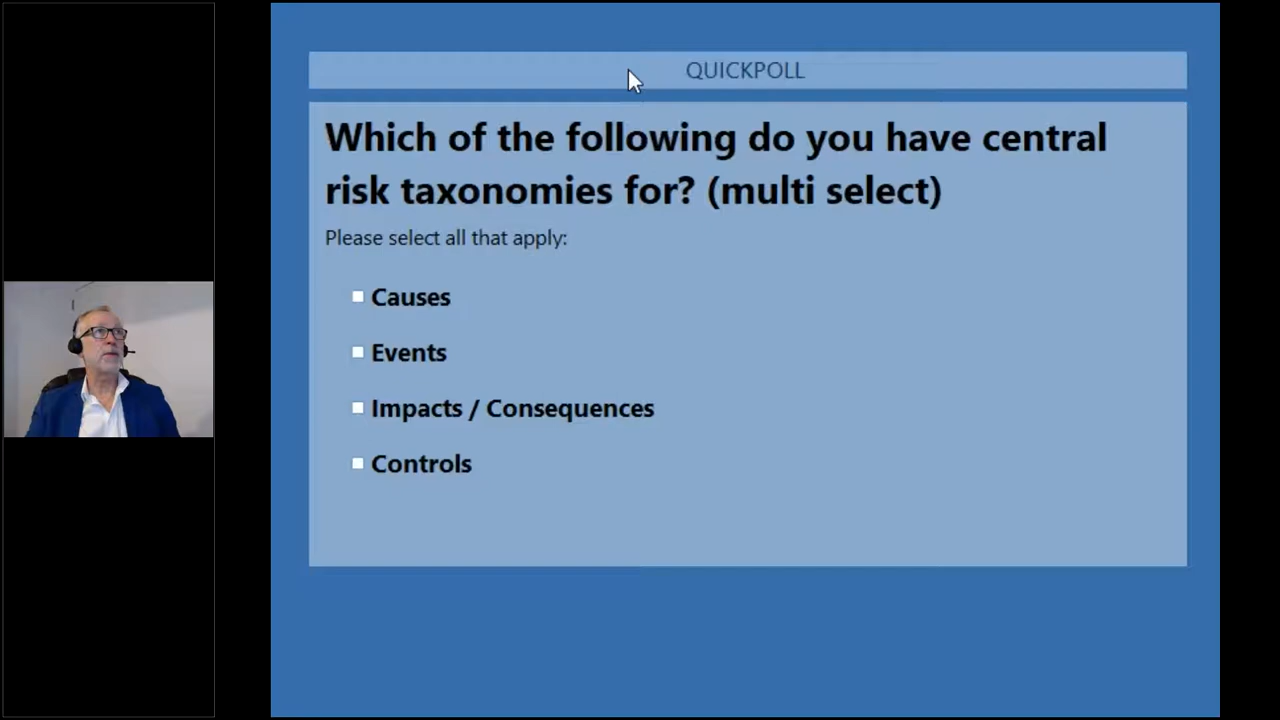 QUICKPOLL
Which of the following do you have central
risk taxonomies for? (multi select)
Please select all that apply:
Causes
Events
Impacts / Consequences
Controls